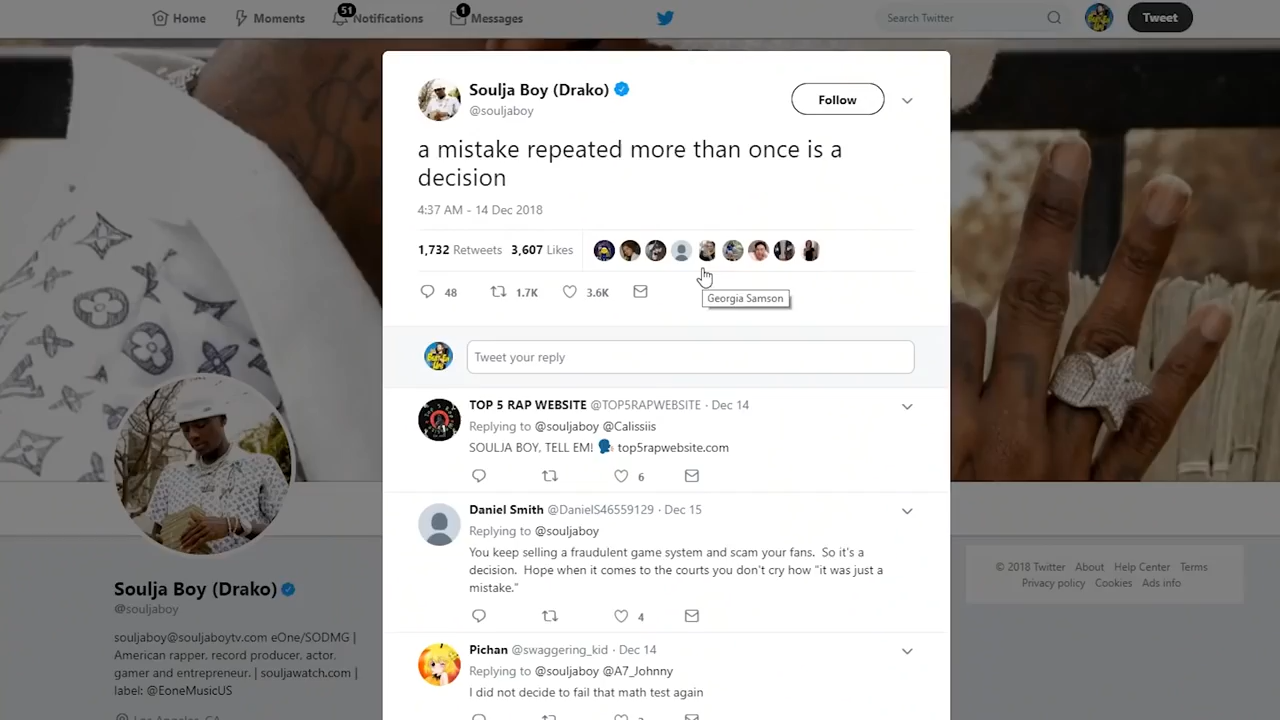 Home
Moments
51
Notifications
1
Messages
Search Twitter
Tweet
Soulja Boy (Drako)
@souljaboy
Follow
a mistake repeated more than once is a
decision
4:37 AM - 14 Dec 2018
1,732 Retweets 3,607 Likes
48 1.7K 3.6K
Georgia Samson
Tweet your reply
TOP 5 RAP WEBSITE @TOP5RAPWEBSITE · Dec 14
Replying to @souljaboy @Calissiis
SOULJA BOY, TELL EM! 🗣 top5rapwebsite.com
6
Daniel Smith @DanielS46559129 · Dec 15
Replying to @souljaboy
You keep selling a fraudulent game system and scam your fans. So it's a
decision. Hope when it comes to the courts you don't cry how "it was just a
mistake."
4
Pichan @swaggering_kid · Dec 14
Replying to @souljaboy @A7_Johnny
I did not decide to fail that math test again
Soulja Boy (Drako)
@souljaboy
souljaboy@souljaboytv.com eOne/SODMG |
American rapper, record producer, actor,
gamer and entrepreneur. | souljawatch.com |
label: @EoneMusicUS
Los Angeles, CA
© 2018 Twitter About Help Center Terms
Privacy policy Cookies Ads info